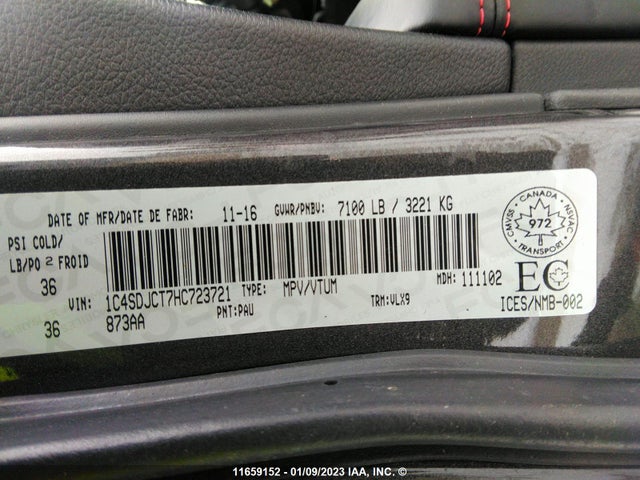 DATE OF MFR/DATE DE FABR: 11-16 GVWR/PNBV: 7100 LB / 3221 KG
PSI COLD/
LB/PO 2 FROID
36
VIN: 1C4SDJCT7HC723721 TYPE: MPV/VTUM MDH: 111102
36 873AA PNT:PAU TRM:VLX9
CANADA
CMVSS 972 NSVAC
TRANSPORT
EC
ICES/NMB-002
11659152 - 01/09/2023 IAA, INC. ©